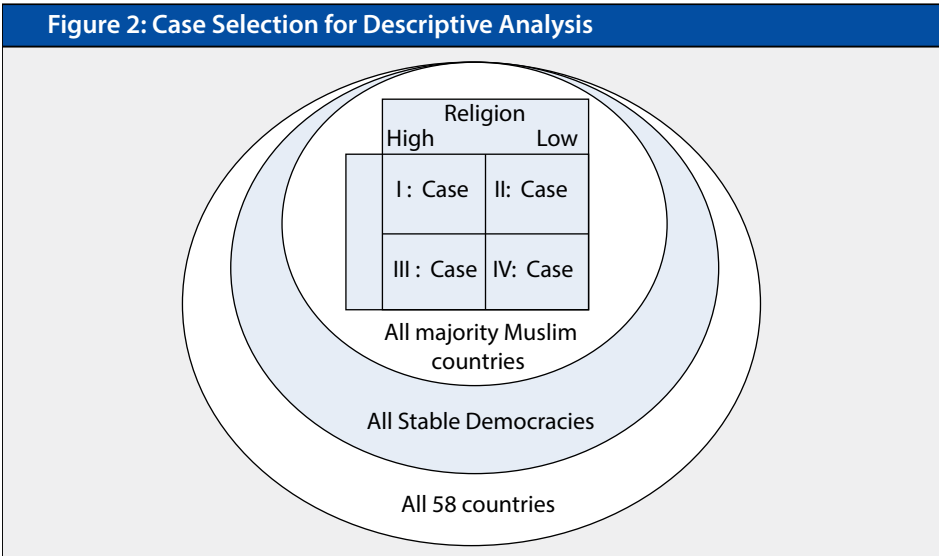 Figure 2: Case Selection for Descriptive Analysis
Religion
High Low
I : Case II: Case
III : Case IV: Case
All majority Muslim
countries
All Stable Democracies
All 58 countries